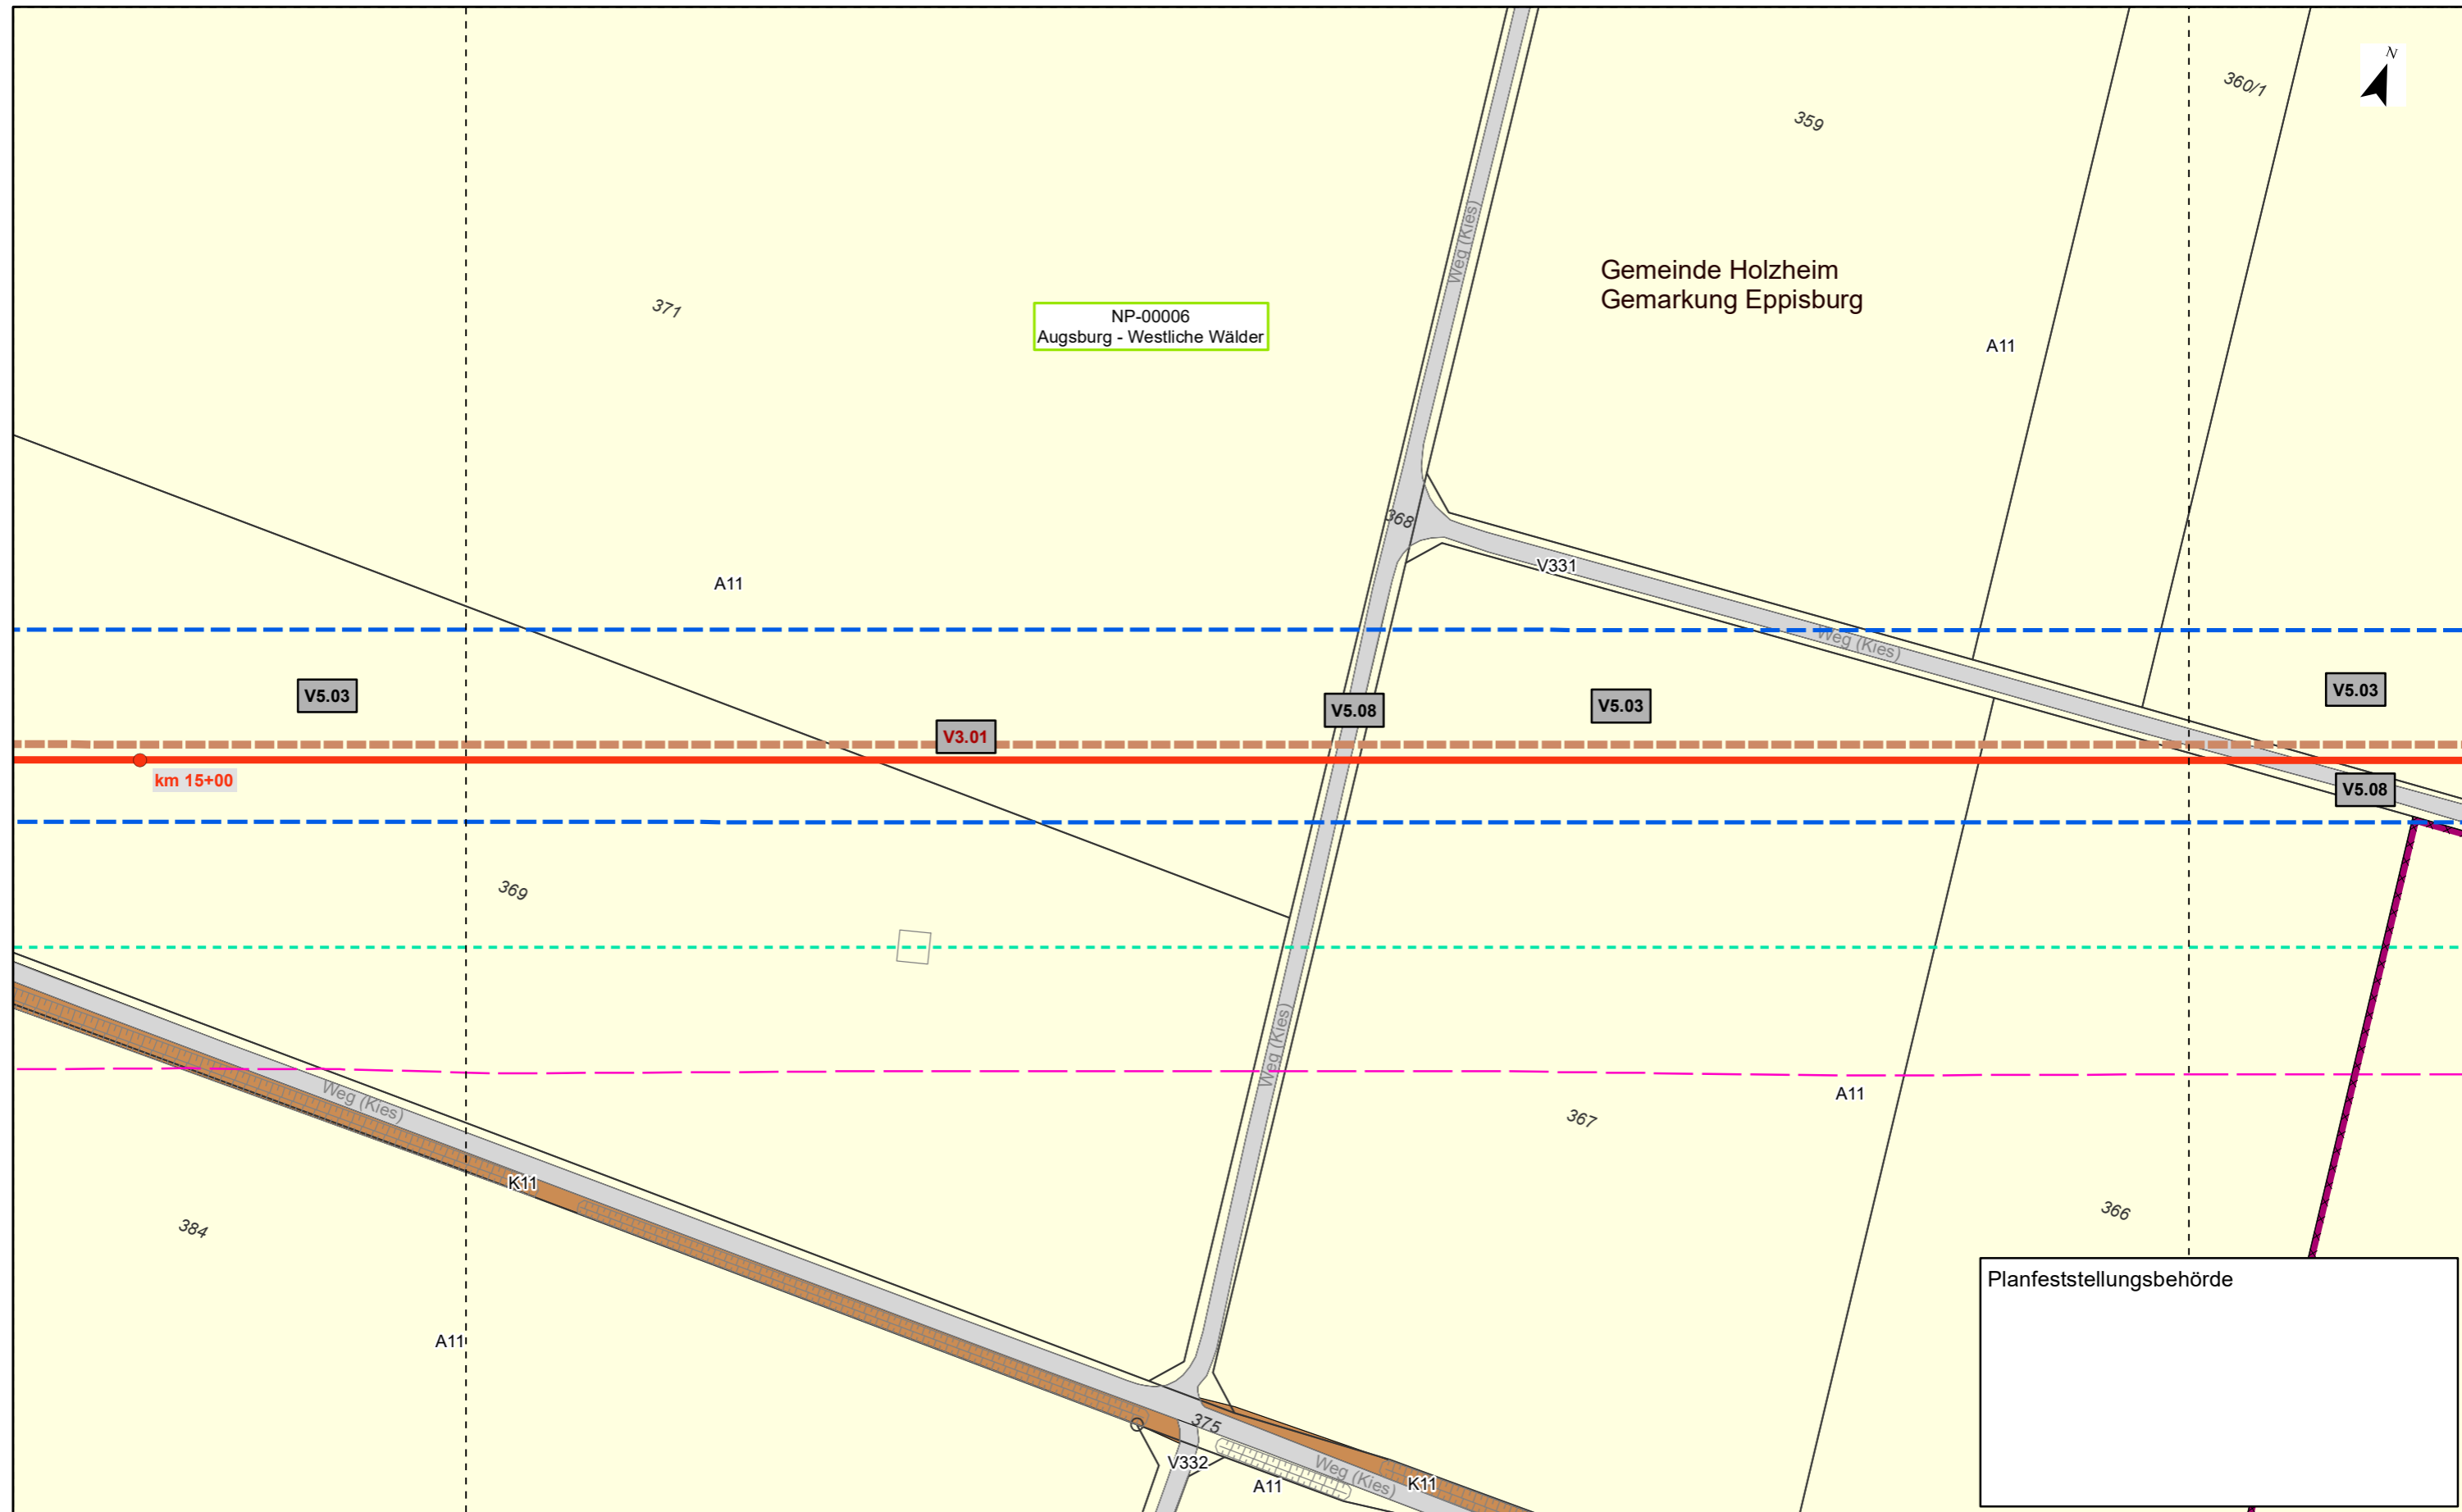 N
360/1
359
Weg (Kies)
Gemeinde Holzheim
Gemarkung Eppisburg
371
NP-00006
Augsburg - Westliche Wälder
A11
368
V331
A11
Weg (Kies)
V5.03
V5.03
V5.08
V5.03
V3.01
km 15+00
V5.08
369
Weg (Kies)
Weg (Kies)
A11
367
K11
384
366
Planfeststellungsbehörde
A11
375
V332
Weg (Kies)
A11
K11